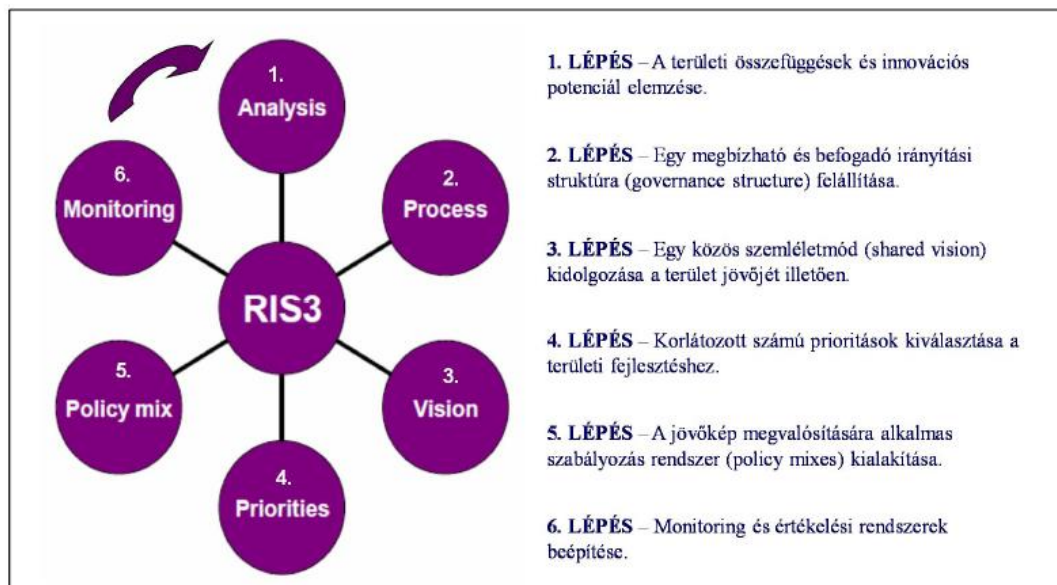 1.
Analysis
2.
Process
3.
Vision
4.
Priorities
5.
Policy mix
6.
Monitoring
RIS3
1. LÉPÉS – A területi összefüggések és innovációs
potenciál elemzése.
2. LÉPÉS – Egy megbízható és befogadó irányítási
struktúra (governance structure) felállítása.
3. LÉPÉS – Egy közös szemléletmód (shared vision)
kidolgozása a terület jövőjét illetően.
4. LÉPÉS – Korlátozott számú prioritások kiválasztása a
területi fejlesztéshez.
5. LÉPÉS – A jövőkép megvalósítására alkalmas
szabályozás rendszer (policy mixes) kialakítása.
6. LÉPÉS – Monitoring és értékelési rendszerek
beépítése.